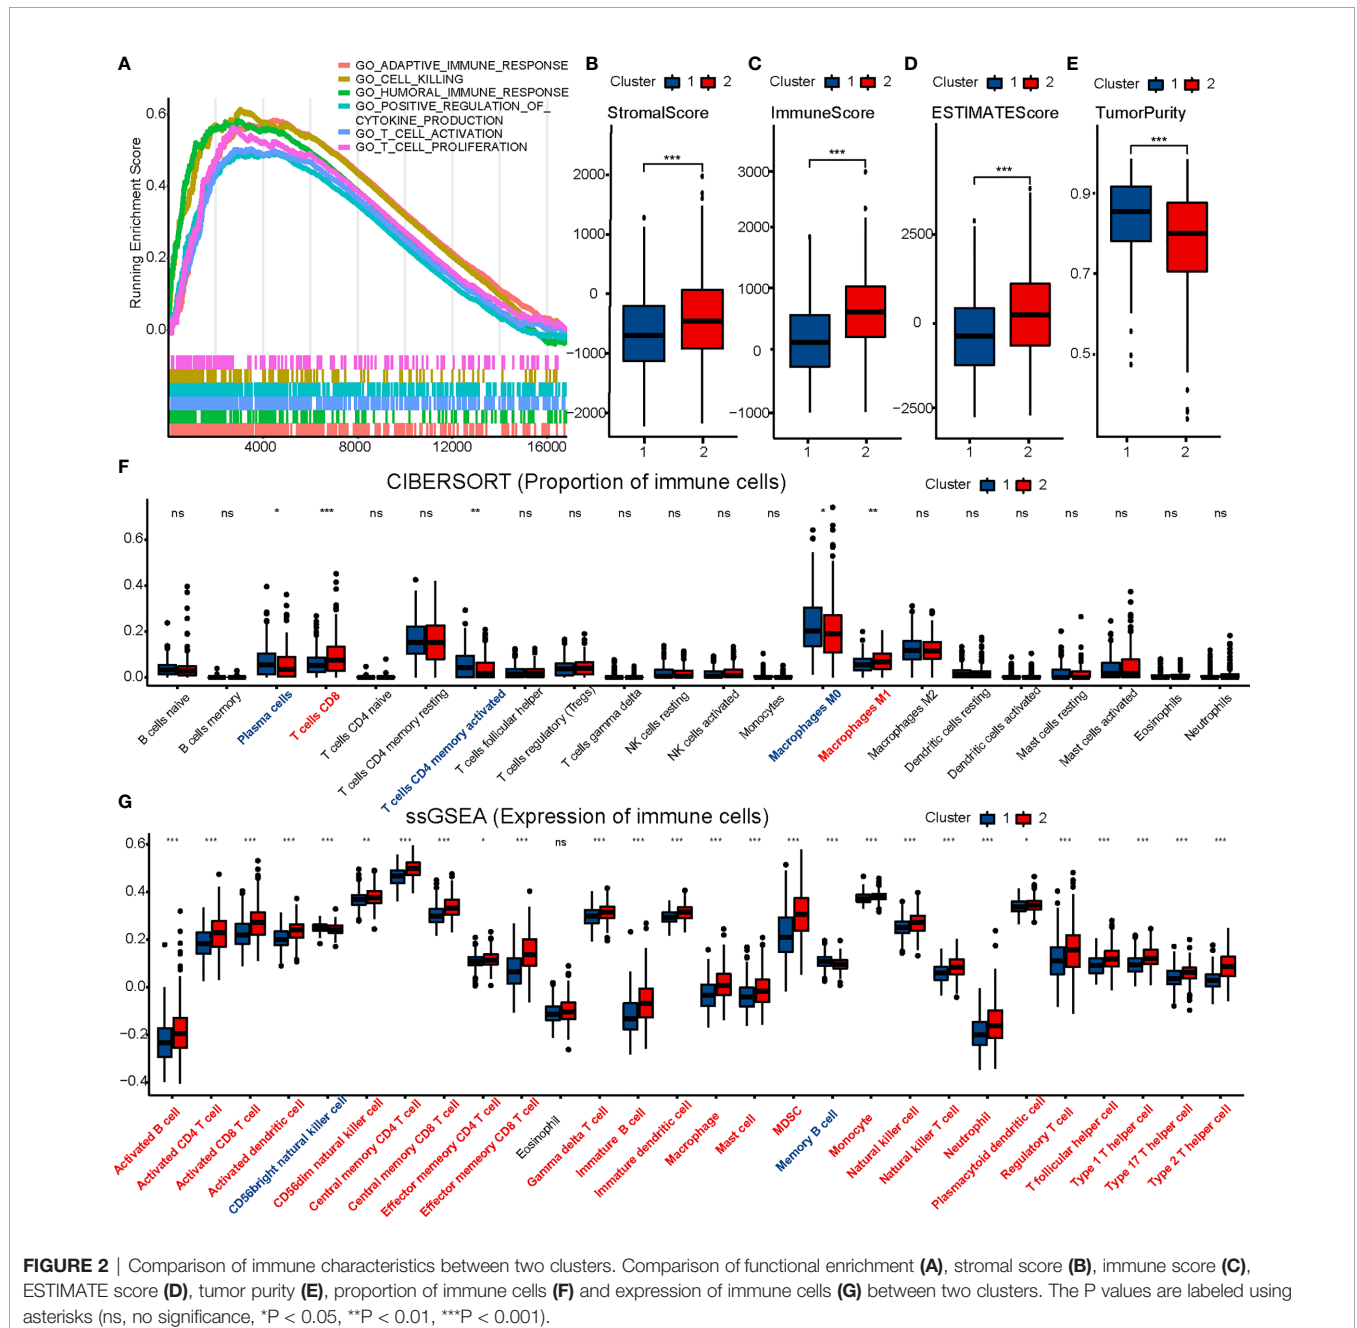 A
GO_ADAPTIVE_IMMUNE_RESPONSE
GO_CELL_KILLING
GO_HUMORAL_IMMUNE_RESPONSE
GO_POSITIVE_REGULATION_OF_
CYTOKINE_PRODUCTION
GO_T_CELL_ACTIVATION
GO_T_CELL_PROLIFERATION
Running Enrichment Score
0.6
0.4
0.2
0.0
4000
8000
12000
16000
B
Cluster 1 2
StromalScore
***
2000
1000
0
−1000
−2000
1 2
C
Cluster 1 2
ImmuneScore
***
3000
2000
1000
0
−1000
1 2
D
Cluster 1 2
ESTIMATEScore
***
2500
0
−2500
1 2
E
Cluster 1 2
TumorPurity
***
0.9
0.7
0.5
1 2
F
CIBERSORT (Proportion of immune cells)
Cluster 1 2
ns ns * *** ns ns ** ns ns ns ns ns ns * ** ns ns ns ns ns ns ns
0.6
0.4
0.2
0.0
B cells naive
B cells memory
Plasma cells
T cells CD8
T cells CD4 naive
T cells CD4 memory resting
T cells CD4 memory activated
T cells follicular helper
T cells regulatory (Tregs)
T cells gamma delta
NK cells resting
NK cells activated
Monocytes
Macrophages M0
Macrophages M1
Macrophages M2
Dendritic cells resting
Dendritic cells activated
Mast cells resting
Mast cells activated
Eosinophils
Neutrophils
G
ssGSEA (Expression of immune cells)
Cluster 1 2
*** *** *** *** *** ** *** *** * *** ns *** *** *** *** *** *** *** *** *** *** *** * *** *** *** *** ***
0.6
0.4
0.2
0.0
−0.2
−0.4
Activated B cell
Activated CD4 T cell
Activated CD8 T cell
Activated dendritic cell
CD56bright natural killer cell
CD56dim natural killer cell
Central memory CD4 T cell
Central memory CD8 T cell
Effector memory CD4 T cell
Effector memeory CD8 T cell
Eosinophil
Gamma delta T cell
Immature B cell
Immature dendritic cell
Macrophage
Mast cell
MDSC
Memory B cell
Monocyte
Natural killer cell
Natural killer T cell
Neutrophil
Plasmacytoid dendritic cell
Regulatory T cell
T follicular helper cell
Type 1 T helper cell
Type 17 T helper cell
Type 2 T helper cell
FIGURE 2 | Comparison of immune characteristics between two clusters. Comparison of functional enrichment (A), stromal score (B), immune score (C),
ESTIMATE score (D), tumor purity (E), proportion of immune cells (F) and expression of immune cells (G) between two clusters. The P values are labeled using
asterisks (ns, no significance, *P < 0.05, **P < 0.01, ***P < 0.001).